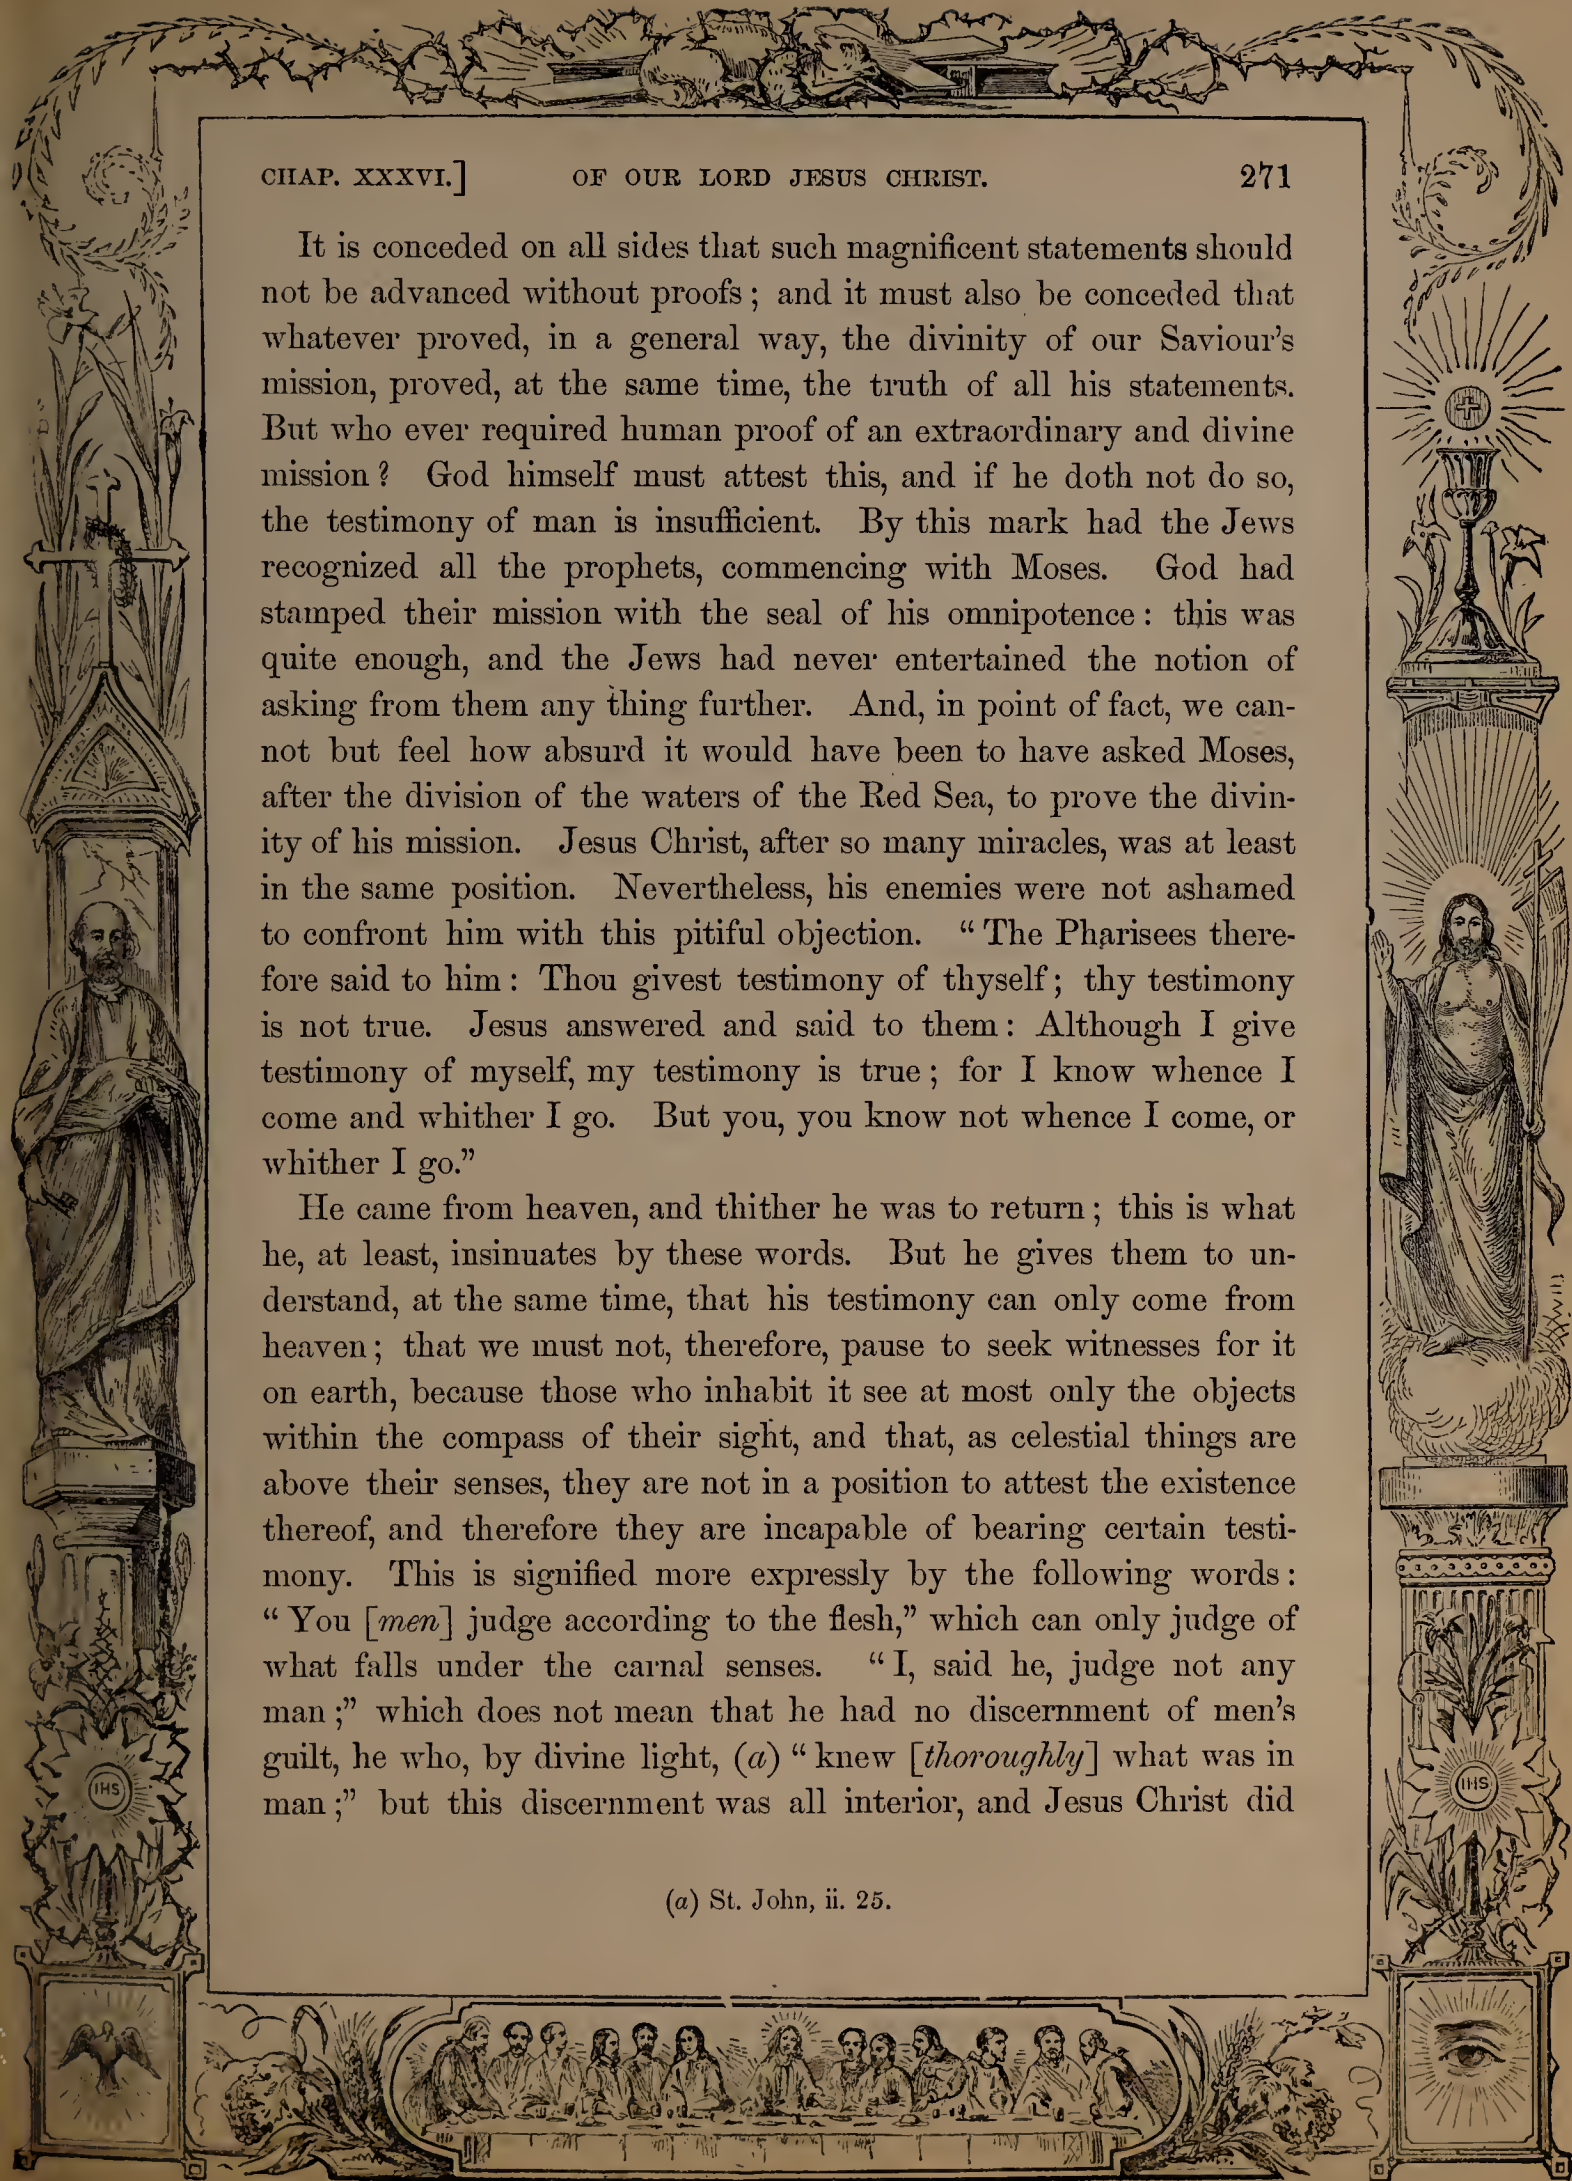 CHAP. XXXVI.] OF OUR LORD JESUS CHRIST. 271
It is conceded on all sides that such magnificent statements should
not be advanced without proofs; and it must also be conceded that
whatever proved, in a general way, the divinity of our Saviour's
mission, proved, at the same time, the truth of all his statements.
But who ever required human proof of an extraordinary and divine
mission? God himself must attest this, and if he doth not do so,
the testimony of man is insufficient. By this mark had the Jews
recognized all the prophets, commencing with Moses. God had
stamped their mission with the seal of his omnipotence: this was
quite enough, and the Jews had never entertained the notion of
asking from them any thing further. And, in point of fact, we can-
not but feel how absurd it would have been to have asked Moses,
after the division of the waters of the Red Sea, to prove the divin-
ity of his mission. Jesus Christ, after so many miracles, was at least
in the same position. Nevertheless, his enemies were not ashamed
to confront him with this pitiful objection. “The Pharisees there-
fore said to him: Thou givest testimony of thyself; thy testimony
is not true. Jesus answered and said to them: Although I give
testimony of myself, my testimony is true; for I know whence I
come and whither I go. But you, you know not whence I come, or
whither I go.”
He came from heaven, and thither he was to return; this is what
he, at least, insinuates by these words. But he gives them to un-
derstand, at the same time, that his testimony can only come from
heaven; that we must not, therefore, pause to seek witnesses for it
on earth, because those who inhabit it see at most only the objects
within the compass of their sight, and that, as celestial things are
above their senses, they are not in a position to attest the existence
thereof, and therefore they are incapable of bearing certain testi-
mony. This is signified more expressly by the following words:
“You [men] judge according to the flesh,” which can only judge of
what falls under the carnal senses. “I, said he, judge not any
man;” which does not mean that he had no discernment of men's
guilt, he who, by divine light, (a) “knew [thoroughly] what was in
man;” but this discernment was all interior, and Jesus Christ did
(a) St. John, ii. 25.
IHS
IHS